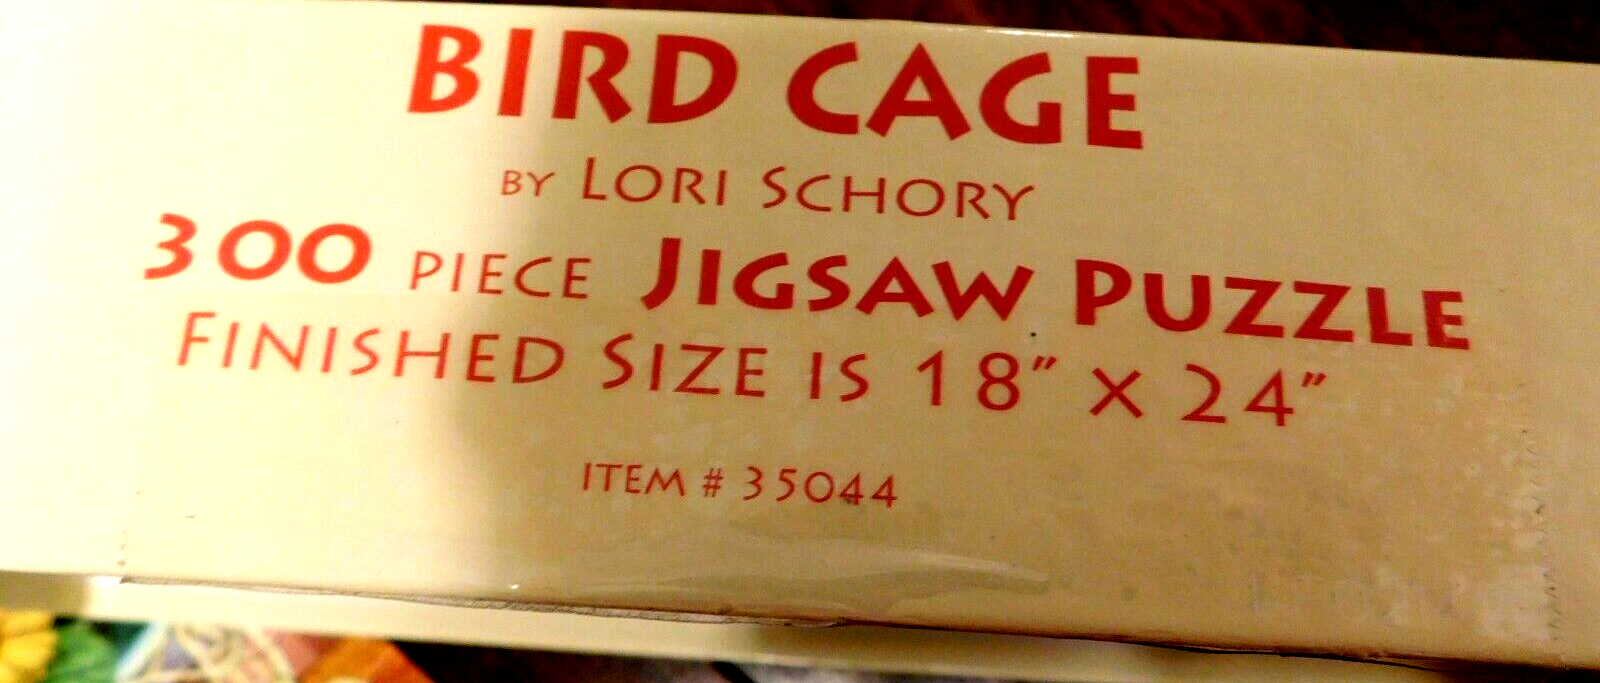 BIRD CAGE
BY LORI SCHORY
300 PIECE JIGSAW PUZZLE
FINISHED SIZE IS 18" X 24"
ITEM # 35044